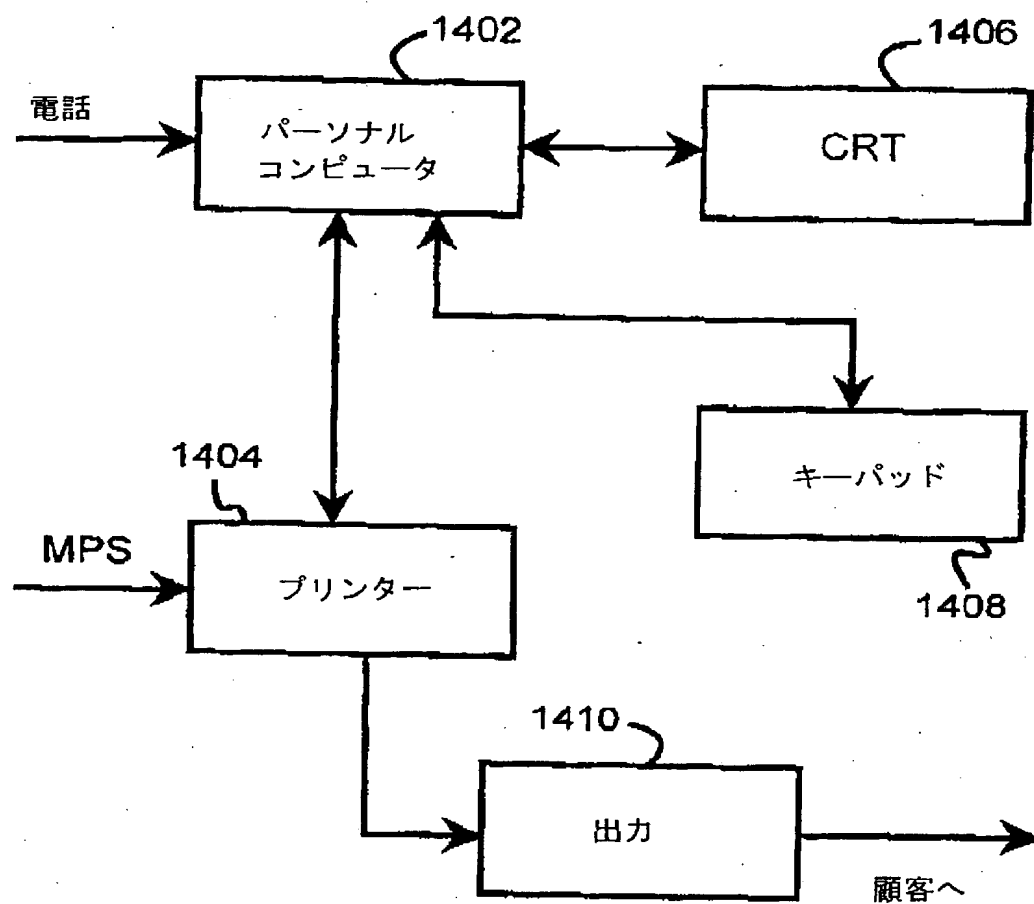 1402
1406
電話
パーソナル
コンピュータ
CRT
1404
キーパッド
MPS
プリンター
1408
1410
出力
顧客へ